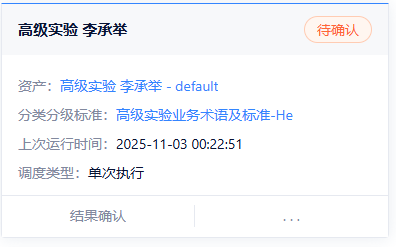 高级实验 李承举 待确认
资产：高级实验 李承举 - default
分类分级标准：高级实验业务术语及标准-He
上次运行时间：2025-11-03 00:22:51
调度类型：单次执行
结果确认 ...